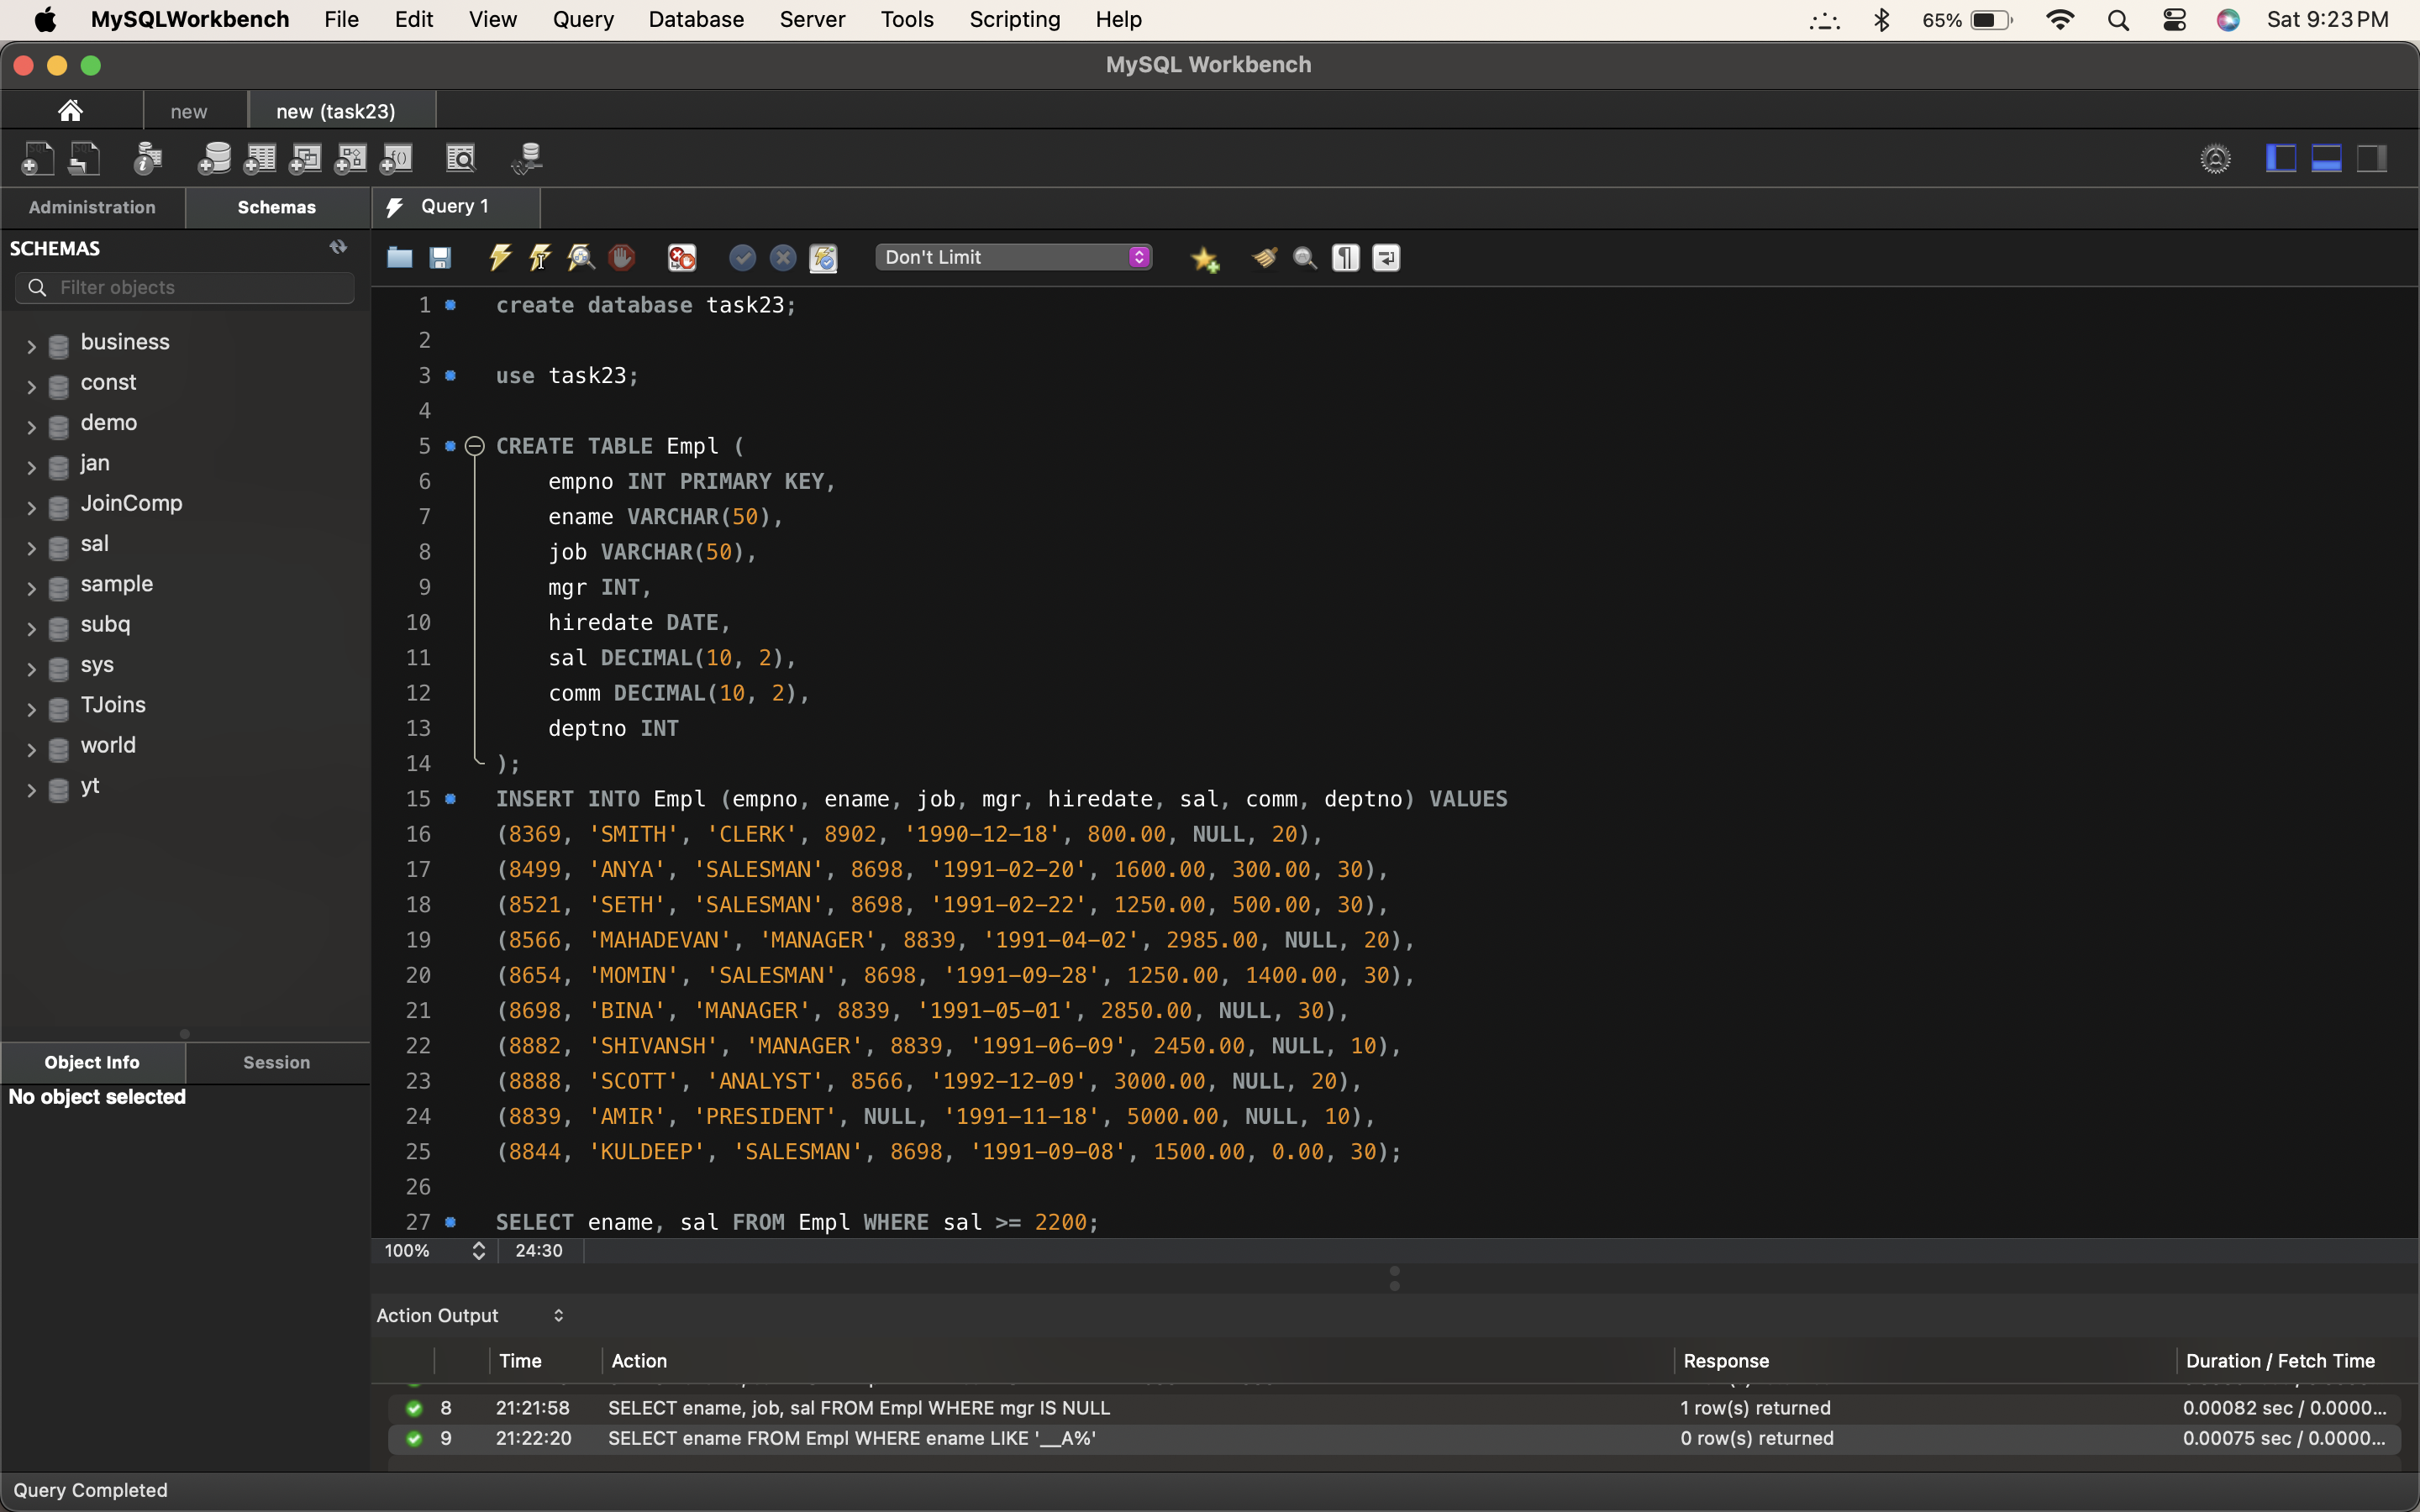 MySQLWorkbench File Edit View Query Database Server Tools Scripting Help 65% Sat 9:23 PM
MySQL Workbench
new new (task23)
Administration Schemas Query 1
SCHEMAS
Filter objects
Don't Limit
business
const
demo
jan
JoinComp
sal
sample
subq
sys
TJoins
world
yt
Object Info Session
No object selected
1 create database task23;
2
3 use task23;
4
5 CREATE TABLE Empl (
6 empno INT PRIMARY KEY,
7 ename VARCHAR(50),
8 job VARCHAR(50),
9 mgr INT,
10 hiredate DATE,
11 sal DECIMAL(10, 2),
12 comm DECIMAL(10, 2),
13 deptno INT
14 );
15 INSERT INTO Empl (empno, ename, job, mgr, hiredate, sal, comm, deptno) VALUES
16 (8369, 'SMITH', 'CLERK', 8902, '1990-12-18', 800.00, NULL, 20),
17 (8499, 'ANYA', 'SALESMAN', 8698, '1991-02-20', 1600.00, 300.00, 30),
18 (8521, 'SETH', 'SALESMAN', 8698, '1991-02-22', 1250.00, 500.00, 30),
19 (8566, 'MAHADEVAN', 'MANAGER', 8839, '1991-04-02', 2985.00, NULL, 20),
20 (8654, 'MOMIN', 'SALESMAN', 8698, '1991-09-28', 1250.00, 1400.00, 30),
21 (8698, 'BINA', 'MANAGER', 8839, '1991-05-01', 2850.00, NULL, 30),
22 (8882, 'SHIVANSH', 'MANAGER', 8839, '1991-06-09', 2450.00, NULL, 10),
23 (8888, 'SCOTT', 'ANALYST', 8566, '1992-12-09', 3000.00, NULL, 20),
24 (8839, 'AMIR', 'PRESIDENT', NULL, '1991-11-18', 5000.00, NULL, 10),
25 (8844, 'KULDEEP', 'SALESMAN', 8698, '1991-09-08', 1500.00, 0.00, 30);
26
27 SELECT ename, sal FROM Empl WHERE sal >= 2200;
100% 24:30
Action Output
Time Action Response Duration / Fetch Time
8 21:21:58 SELECT ename, job, sal FROM Empl WHERE mgr IS NULL 1 row(s) returned 0.00082 sec / 0.0000...
9 21:22:20 SELECT ename FROM Empl WHERE ename LIKE '__A%' 0 row(s) returned 0.00075 sec / 0.0000...
Query Completed